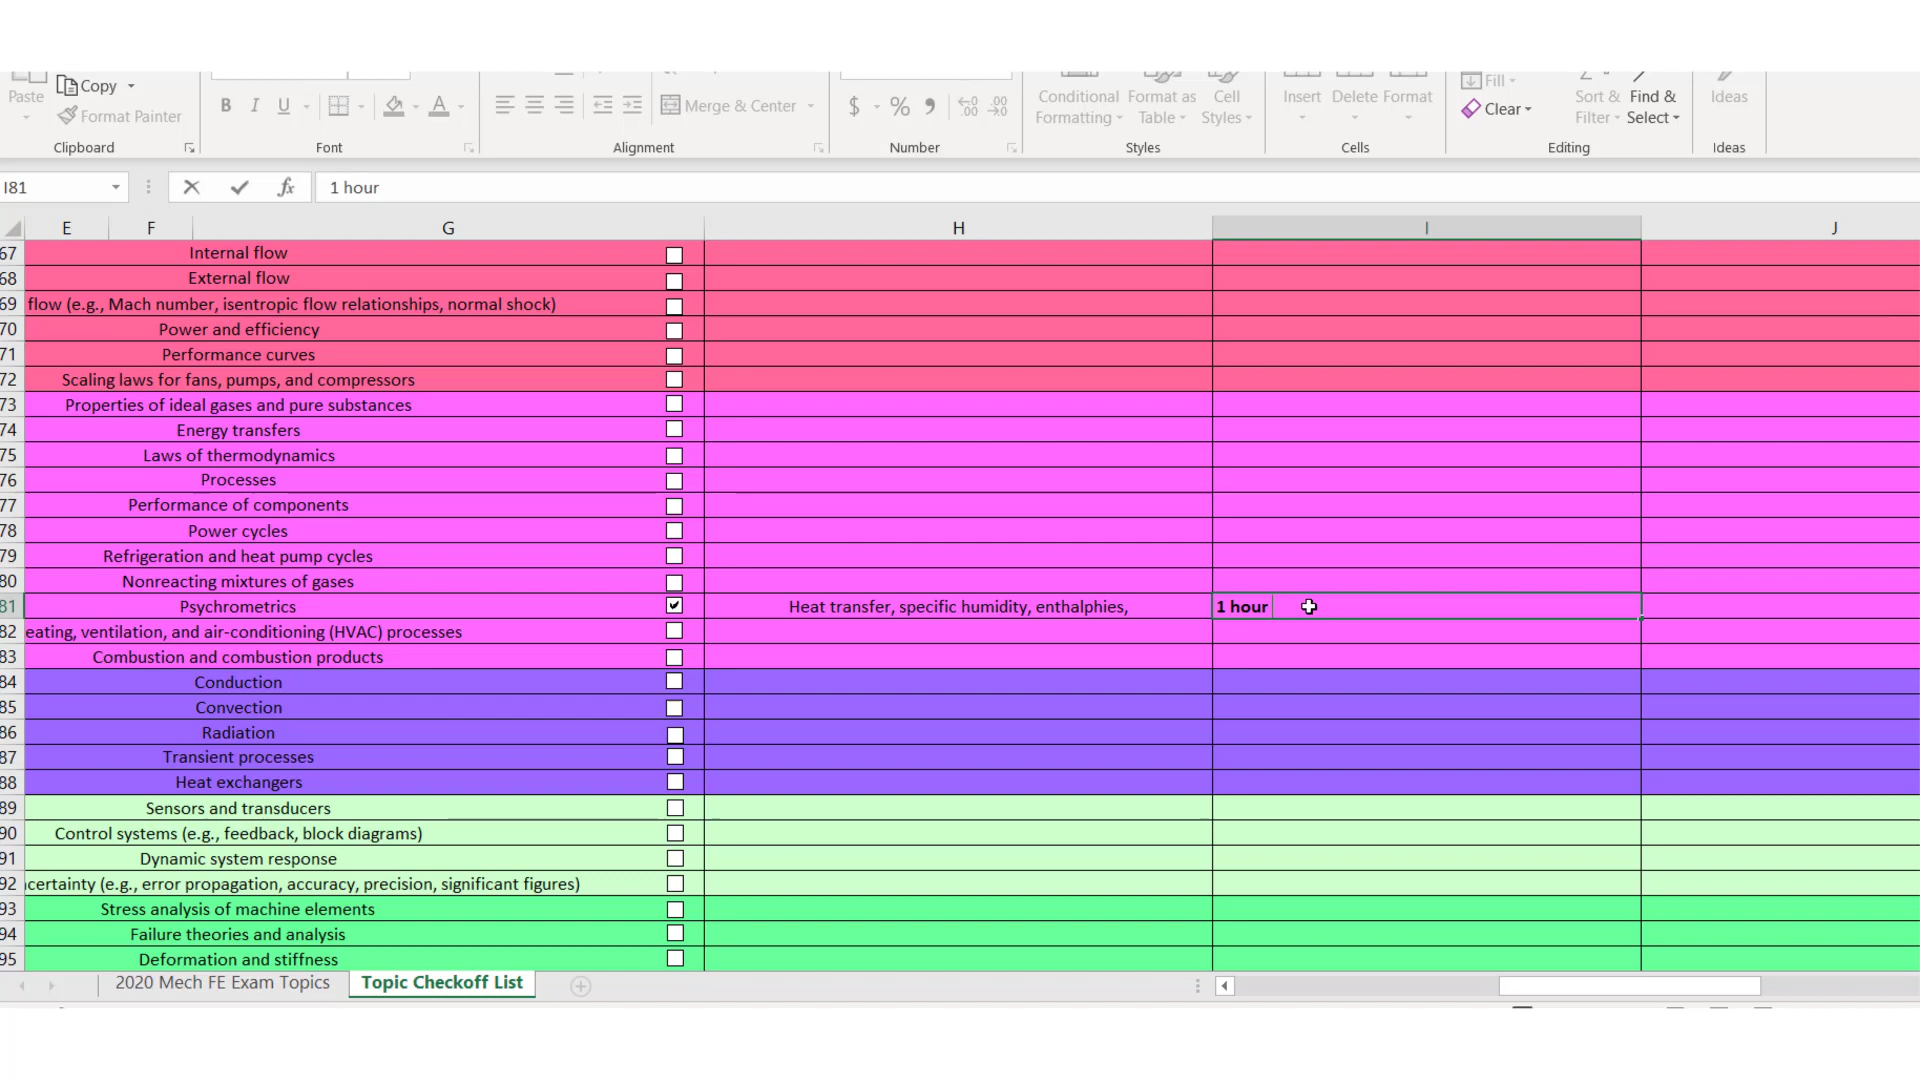 Copy
Paste
Format Painter
B I U A
Merge & Center
$ % 9
Conditional Formatting
Format as Table
Cell Styles
Insert
Delete
Format
Fill
Clear
Sort & Filter
Find & Select
Ideas
Clipboard
Font
Alignment
Number
Styles
Cells
Editing
Ideas
I81
fx
1 hour
E F G H I J
67 Internal flow
68 External flow
69 flow (e.g., Mach number, isentropic flow relationships, normal shock)
70 Power and efficiency
71 Performance curves
72 Scaling laws for fans, pumps, and compressors
73 Properties of ideal gases and pure substances
74 Energy transfers
75 Laws of thermodynamics
76 Processes
77 Performance of components
78 Power cycles
79 Refrigeration and heat pump cycles
80 Nonreacting mixtures of gases
81 Psychrometrics Heat transfer, specific humidity, enthalphies, 1 hour
82 eating, ventilation, and air-conditioning (HVAC) processes
83 Combustion and combustion products
84 Conduction
85 Convection
86 Radiation
87 Transient processes
88 Heat exchangers
89 Sensors and transducers
90 Control systems (e.g., feedback, block diagrams)
91 Dynamic system response
92 certainty (e.g., error propagation, accuracy, precision, significant figures)
93 Stress analysis of machine elements
94 Failure theories and analysis
95 Deformation and stiffness
2020 Mech FE Exam Topics
Topic Checkoff List